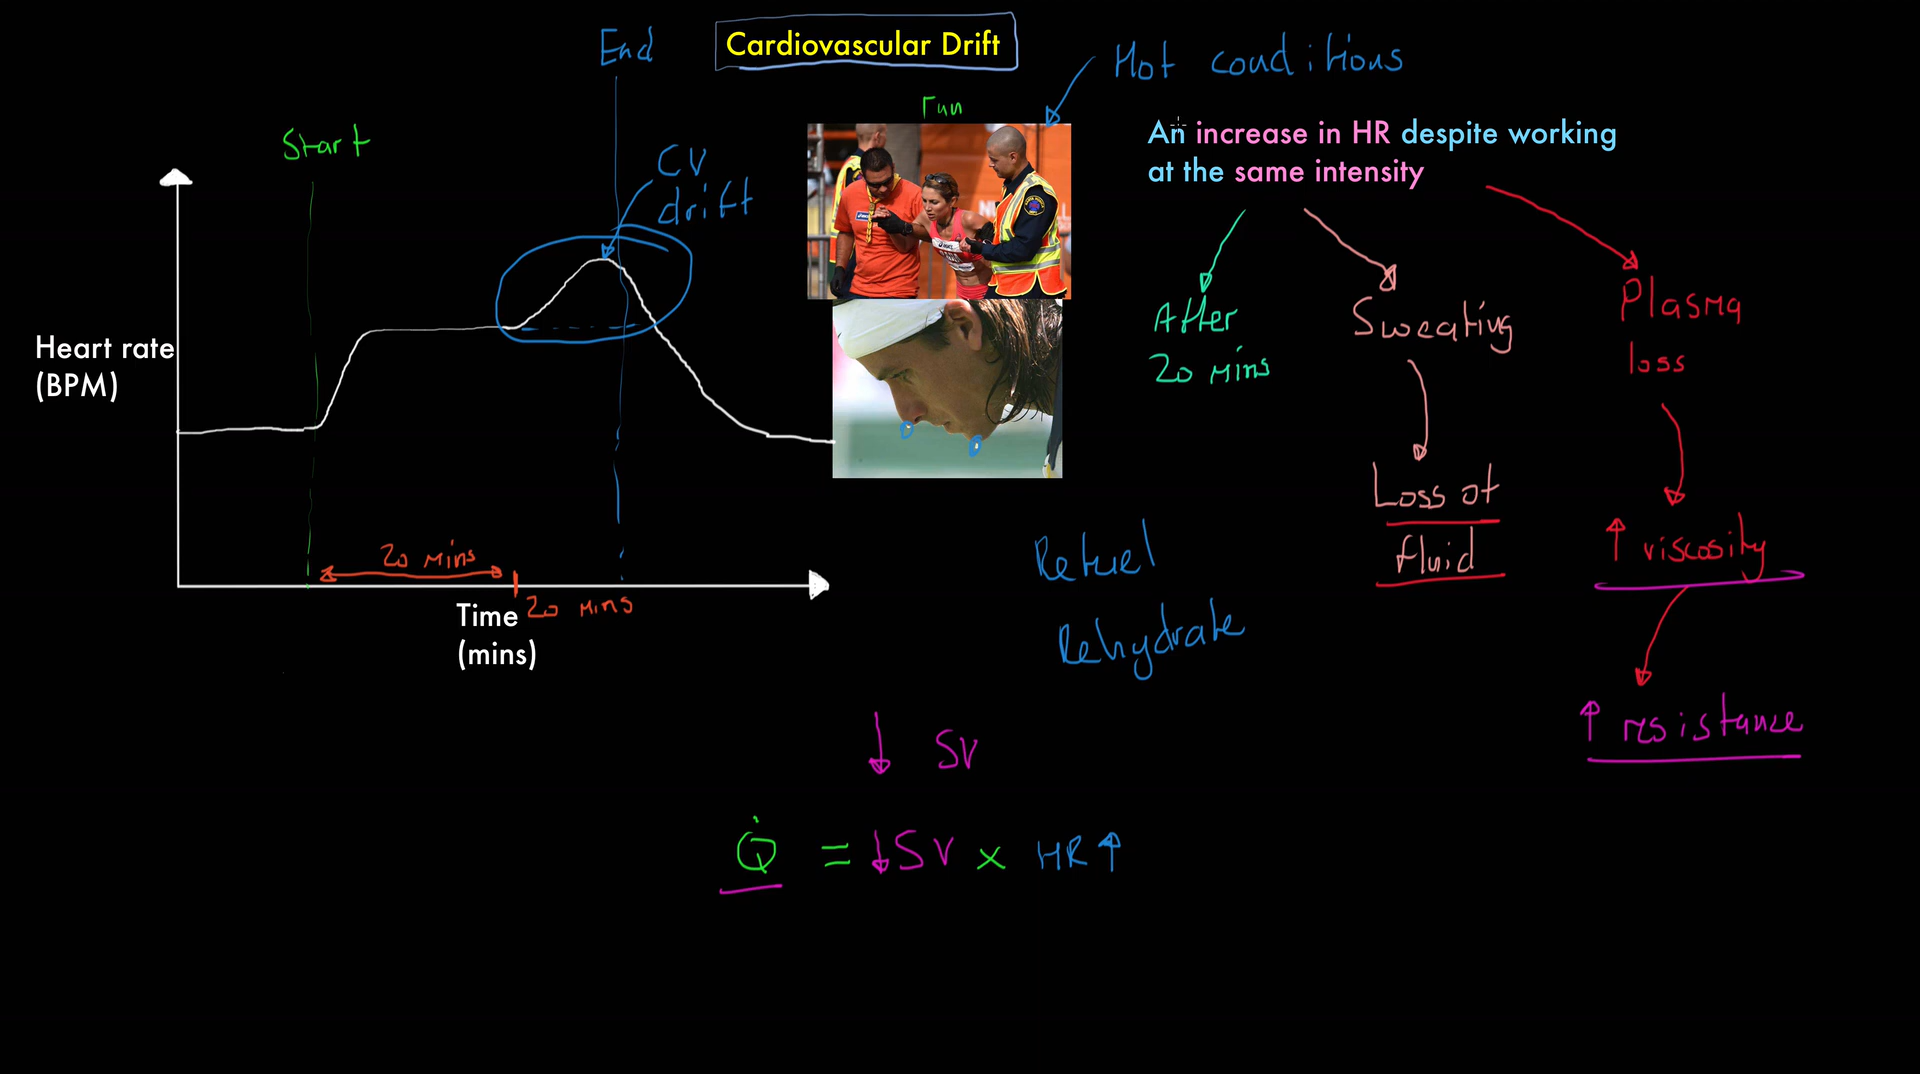 Cardiovascular Drift
End
Hot conditions
Start
CV
drift
run
An increase in HR despite working
at the same intensity
Heart rate
(BPM)
After
20 mins
Sweating
Plasma
loss
Loss of
fluid
↑ viscosity
↑ resistance
20 mins
20 mins
Time
(mins)
Refuel
Rehydrate
↓ SV
Q̇ = ↓SV x HR ↑